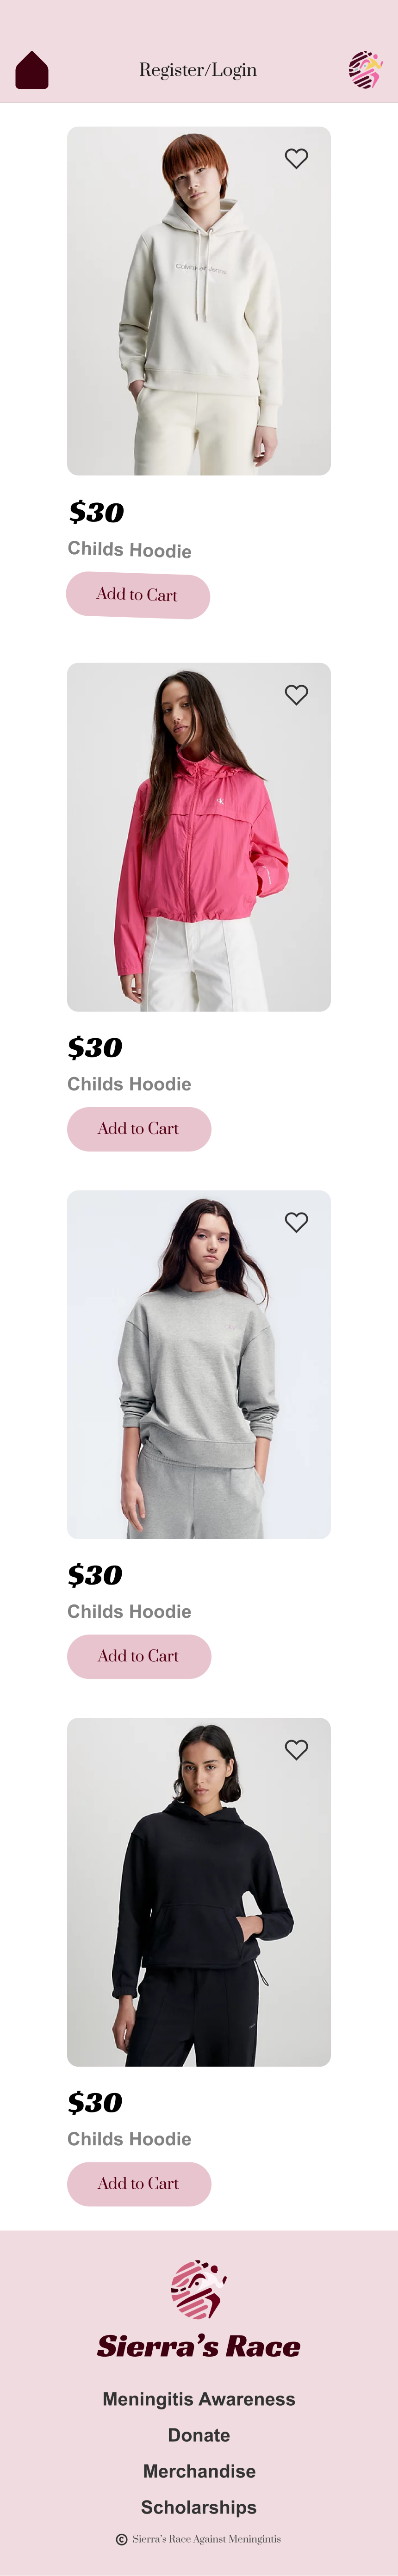 Register/Login
Calvin Klein Jeans
$30
Childs Hoodie
Add to Cart
$30
Childs Hoodie
Add to Cart
$30
Childs Hoodie
Add to Cart
$30
Childs Hoodie
Add to Cart
Sierra's Race
Meningitis Awareness
Donate
Merchandise
Scholarships
© Sierra's Race Against Meningintis